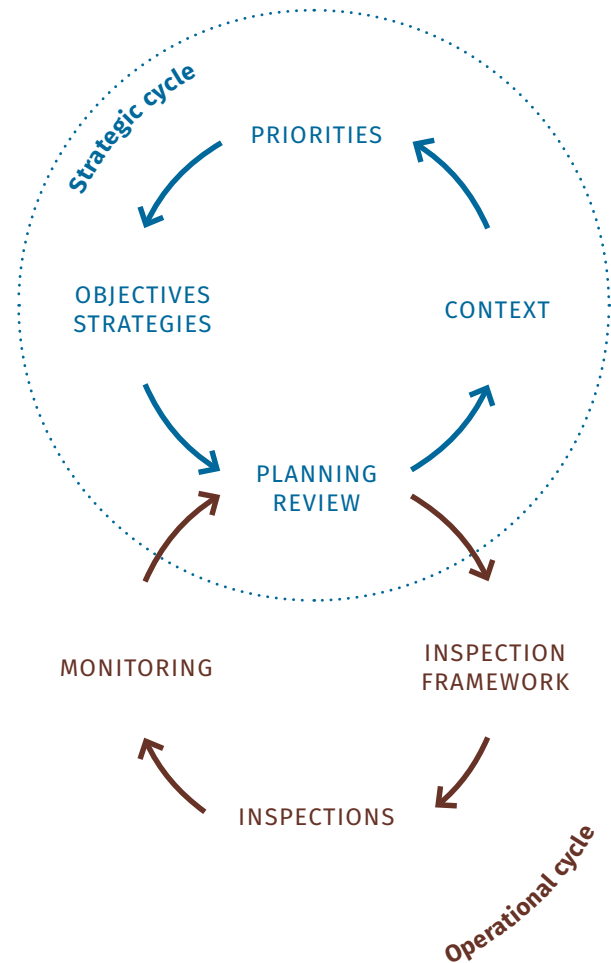 Strategic cycle
PRIORITIES
OBJECTIVES
STRATEGIES
CONTEXT
PLANNING
REVIEW
MONITORING
INSPECTION
FRAMEWORK
INSPECTIONS
Operational cycle